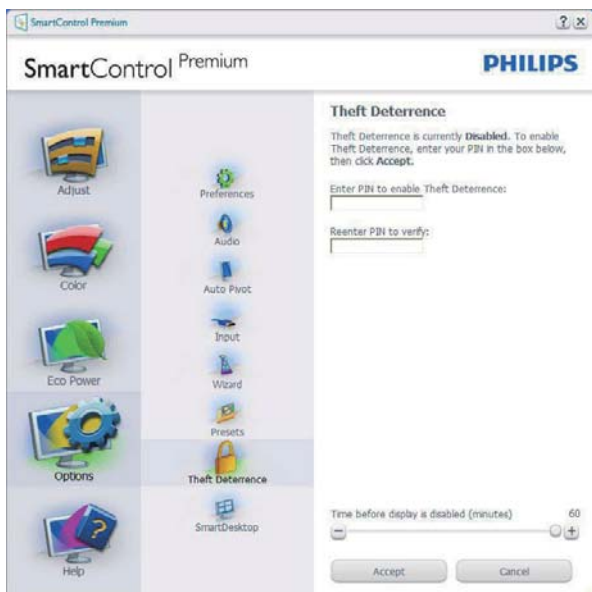 SmartControl Premium
SmartControl Premium
PHILIPS
Adjust
Color
Eco Power
Options
Help
Preferences
Audio
Auto Pivot
Input
Wizard
Presets
Theft Deterrence
SmartDesktop
Theft Deterrence
Theft Deterrence is currently Disabled. To enable
Theft Deterrence, enter your PIN in the box below,
then click Accept.
Enter PIN to enable Theft Deterrence:
Reenter PIN to verify:
Time before display is disabled (minutes) 60
Accept Cancel